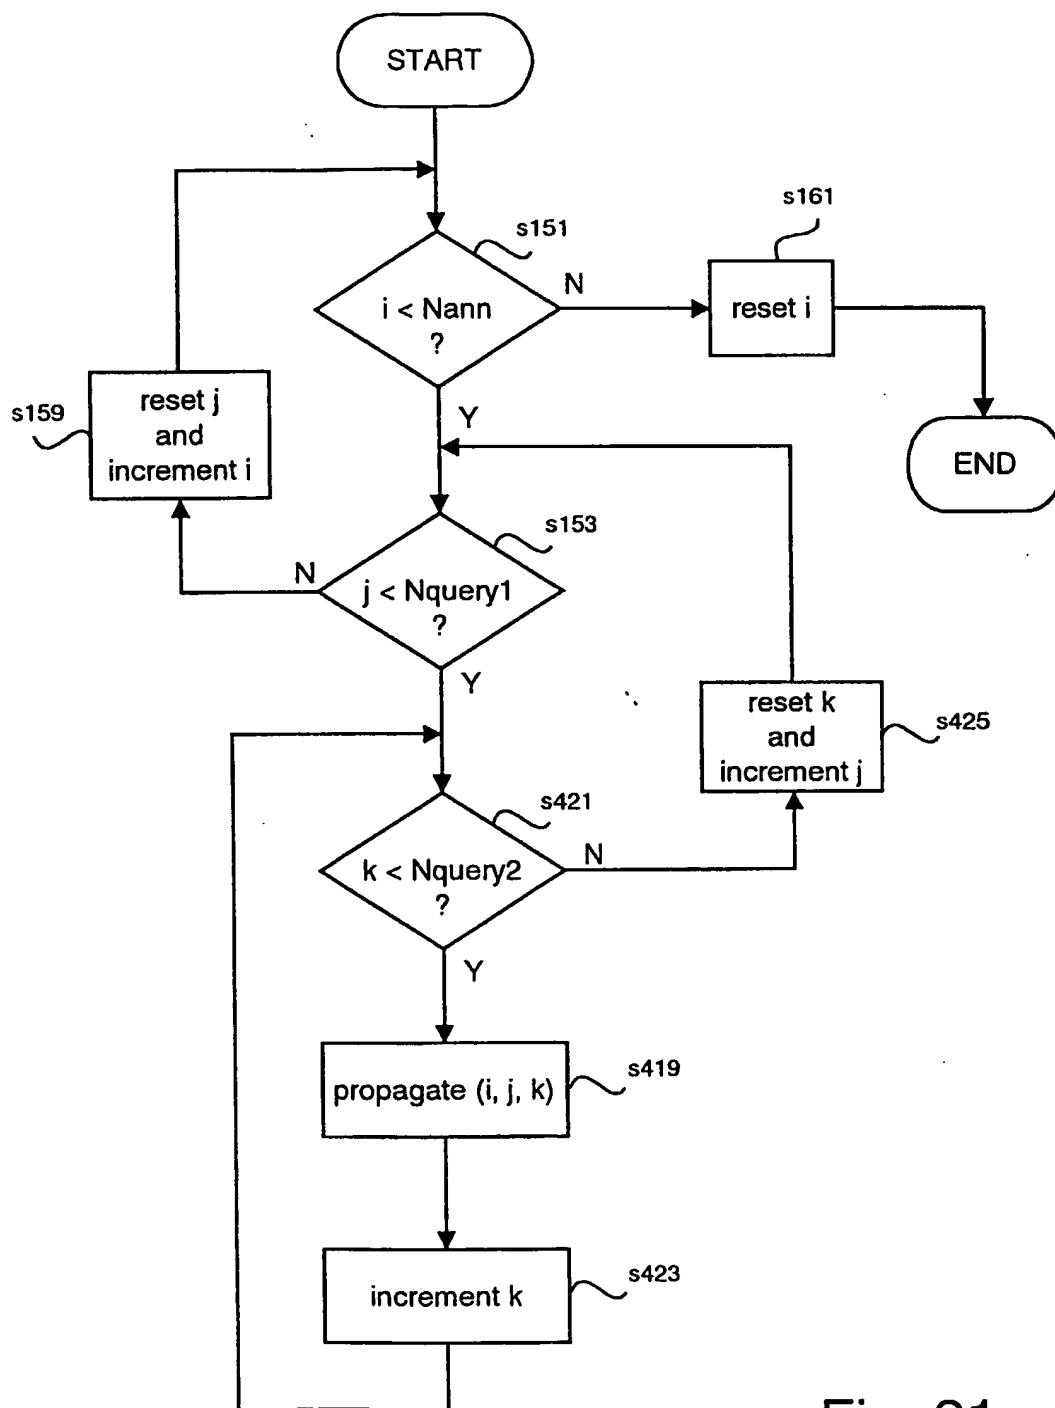 START
s151
i < Nann
?
N
s161
reset i
END
Y
s159
reset j
and
increment i
s153
j < Nquery1
?
N
Y
s425
reset k
and
increment j
s421
k < Nquery2
?
N
Y
propagate (i, j, k)
s419
increment k
s423